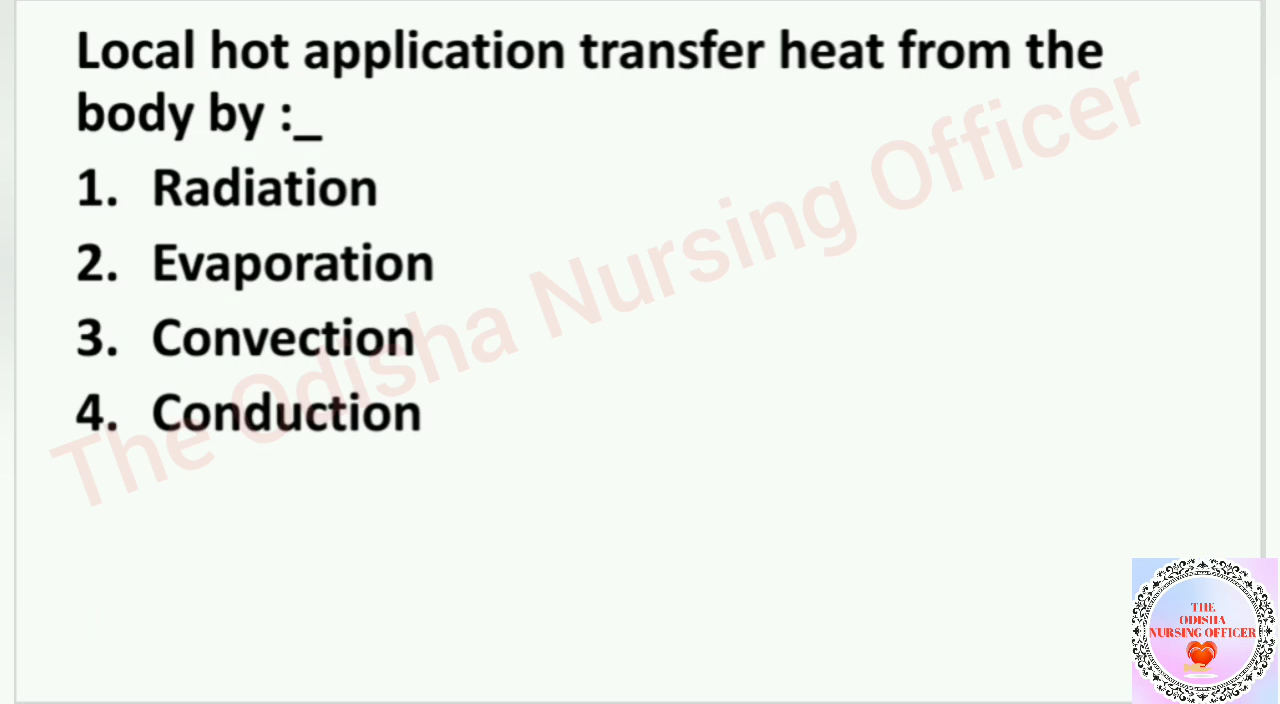 Local hot application transfer heat from the
body by :_
1. Radiation
2. Evaporation
3. Convection
4. Conduction
The Odisha Nursing Officer
THE
ODISHA
NURSING OFFICER